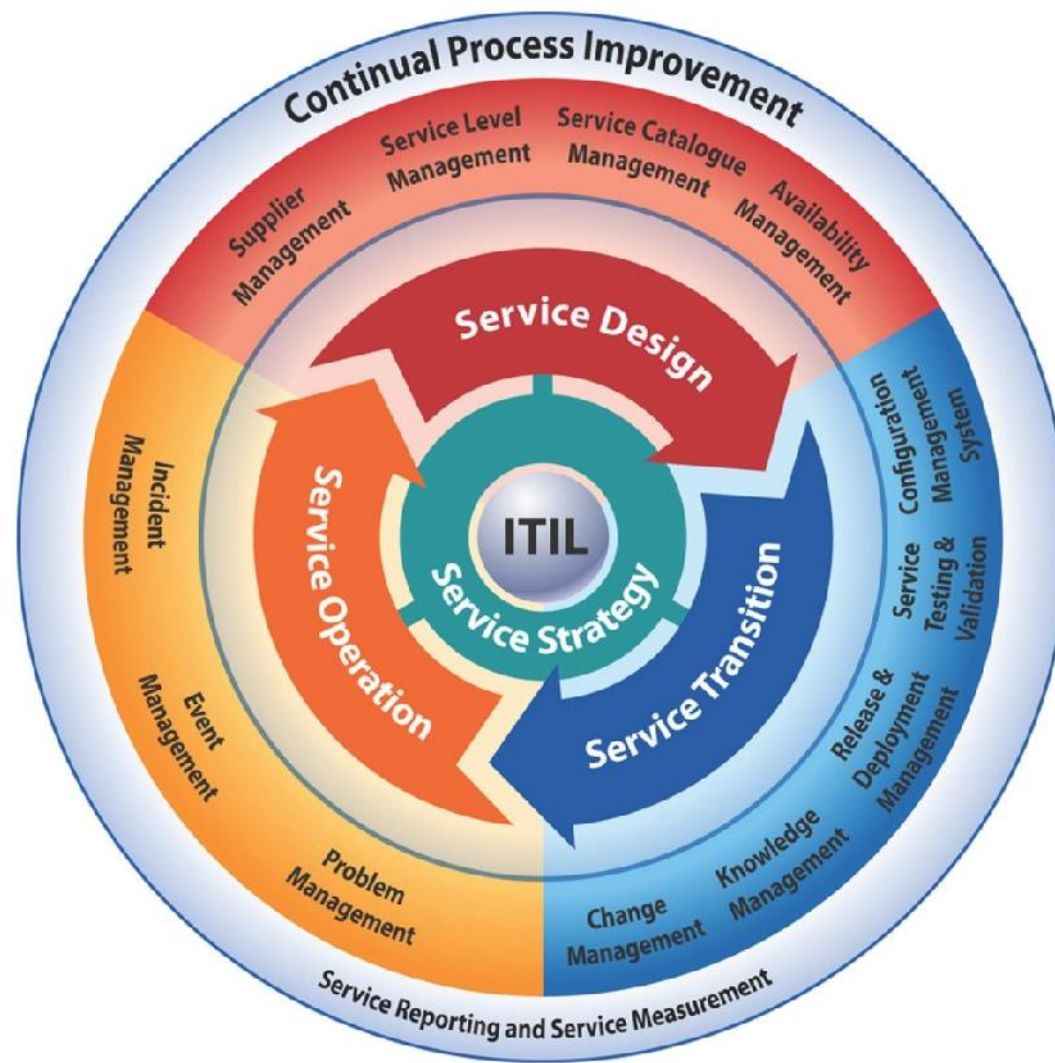 Continual Process Improvement
Supplier
Management
Service Level
Management
Service Catalogue
Management
Availability
Management
Configuration
Management
System
Service
Testing &
Validation
Release &
Deployment
Management
Knowledge
Management
Change
Management
Problem
Management
Event
Management
Incident
Management
Service Design
Service Transition
Service Operation
Service Strategy
ITIL
Service Reporting and Service Measurement